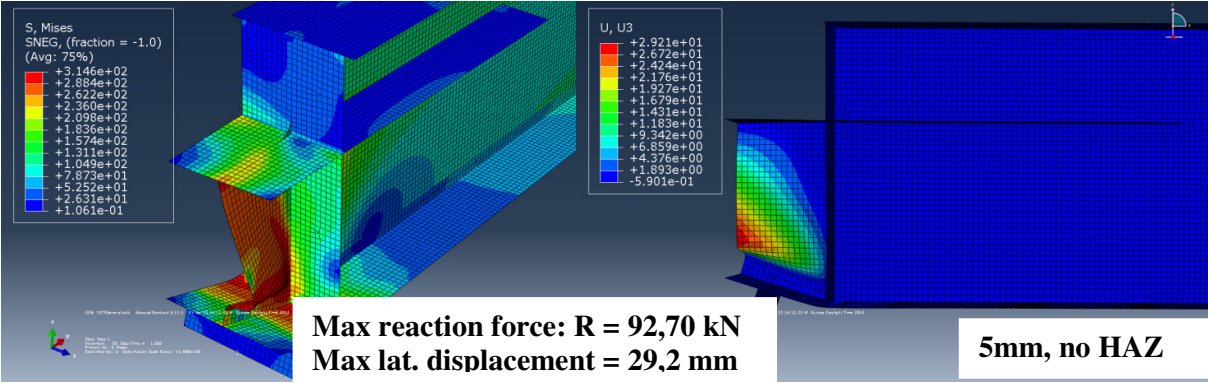 S, Mises
SNEG, (fraction = -1.0)
(Avg: 75%)
+3.146e+02
+2.884e+02
+2.622e+02
+2.360e+02
+2.098e+02
+1.836e+02
+1.574e+02
+1.311e+02
+1.049e+02
+7.873e+01
+5.252e+01
+2.631e+01
+1.061e-01
U, U3
+2.921e+01
+2.672e+01
+2.424e+01
+2.176e+01
+1.927e+01
+1.679e+01
+1.431e+01
+1.183e+01
+9.342e+00
+6.859e+00
+4.376e+00
+1.893e+00
-5.901e-01
Max reaction force: R = 92,70 kN
Max lat. displacement = 29,2 mm
5mm, no HAZ